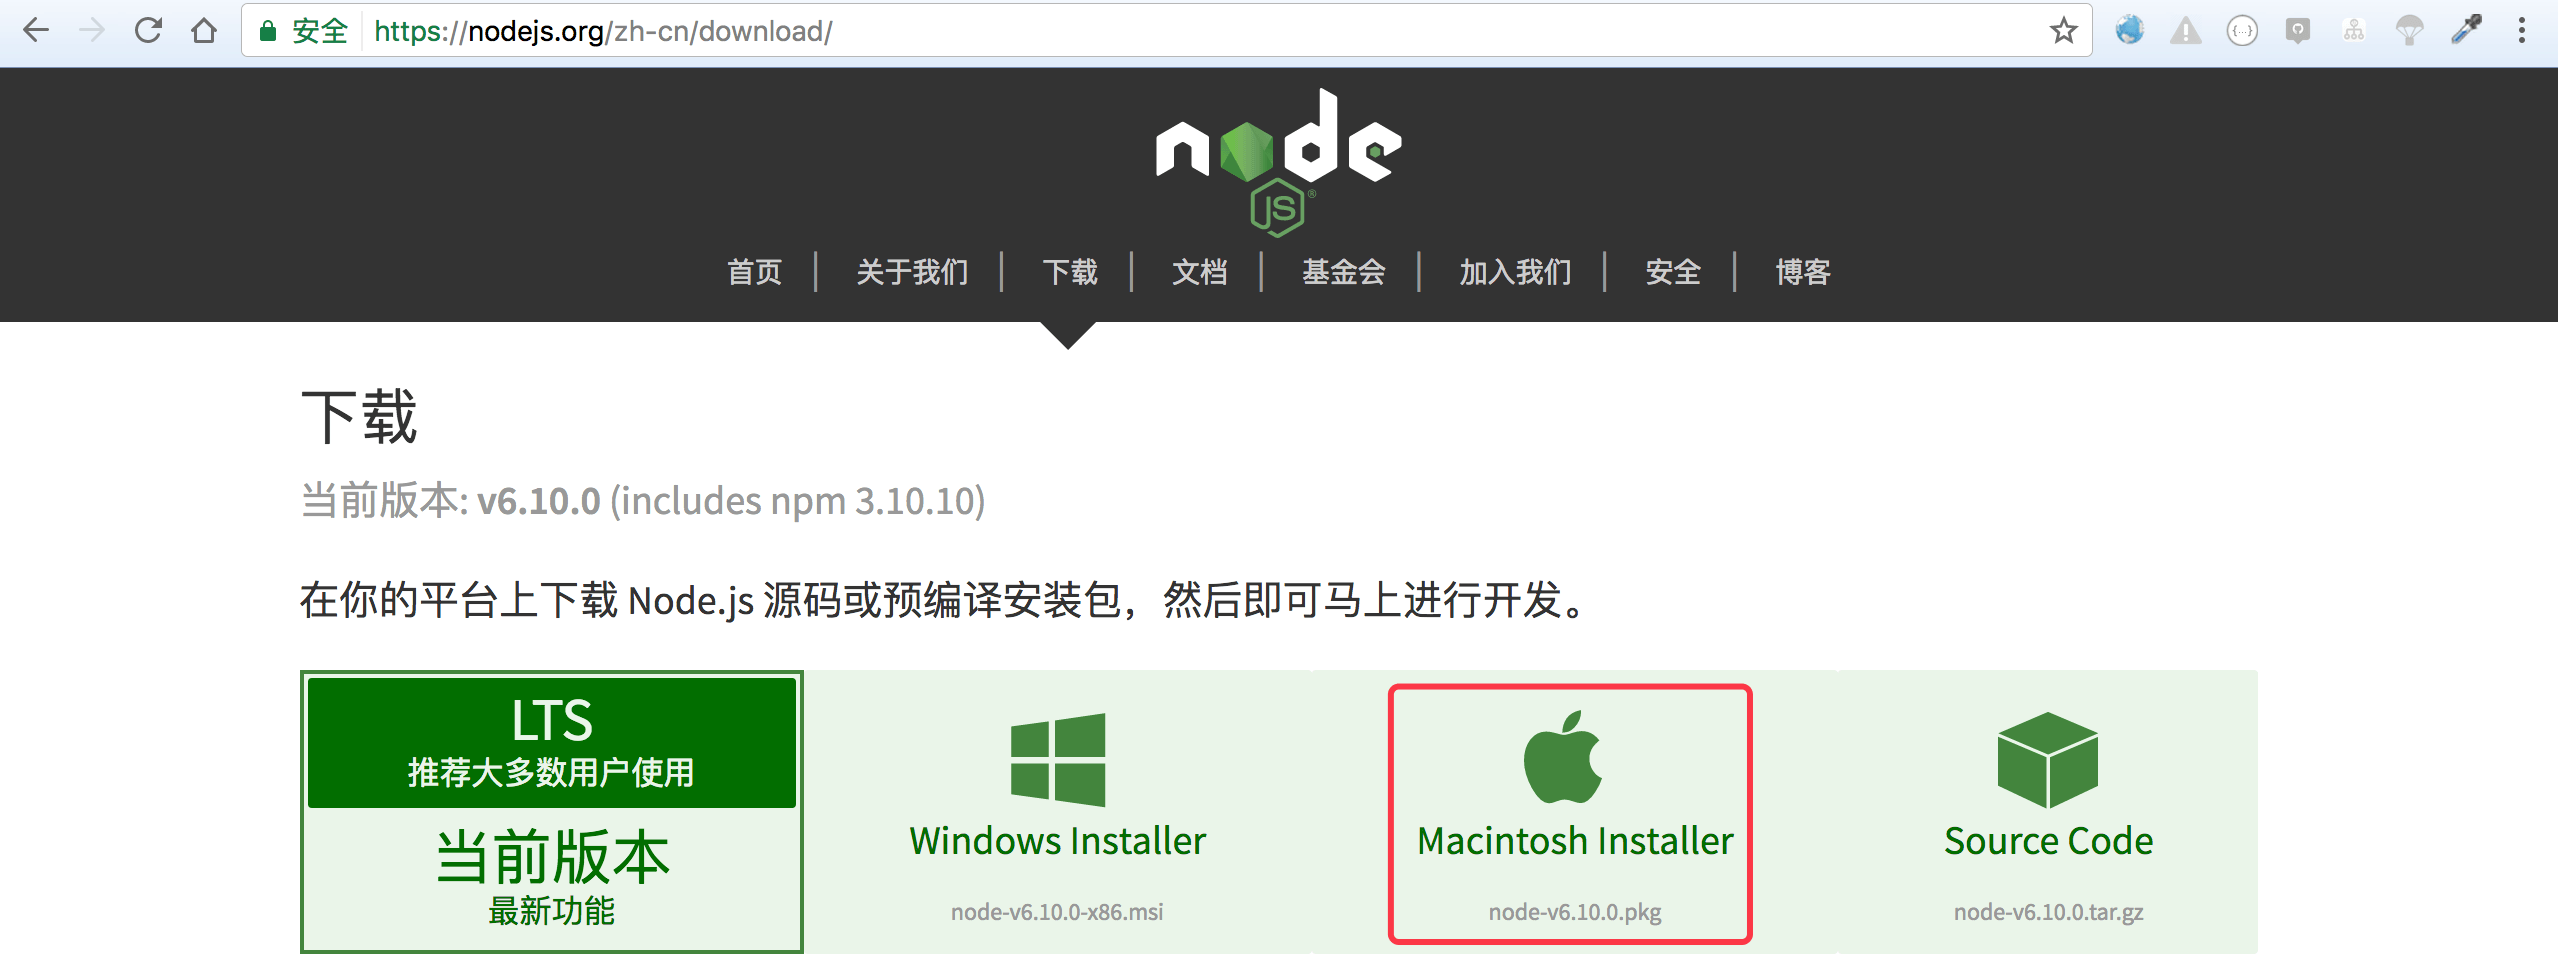 安全 https://nodejs.org/zh-cn/download/
node
JS®
首页 关于我们 下载 文档 基金会 加入我们 安全 博客
下载
当前版本: v6.10.0 (includes npm 3.10.10)
在你的平台上下载 Node.js 源码或预编译安装包，然后即可马上进行开发。
LTS
推荐大多数用户使用
当前版本
最新功能
Windows Installer
node-v6.10.0-x86.msi
Macintosh Installer
node-v6.10.0.pkg
Source Code
node-v6.10.0.tar.gz